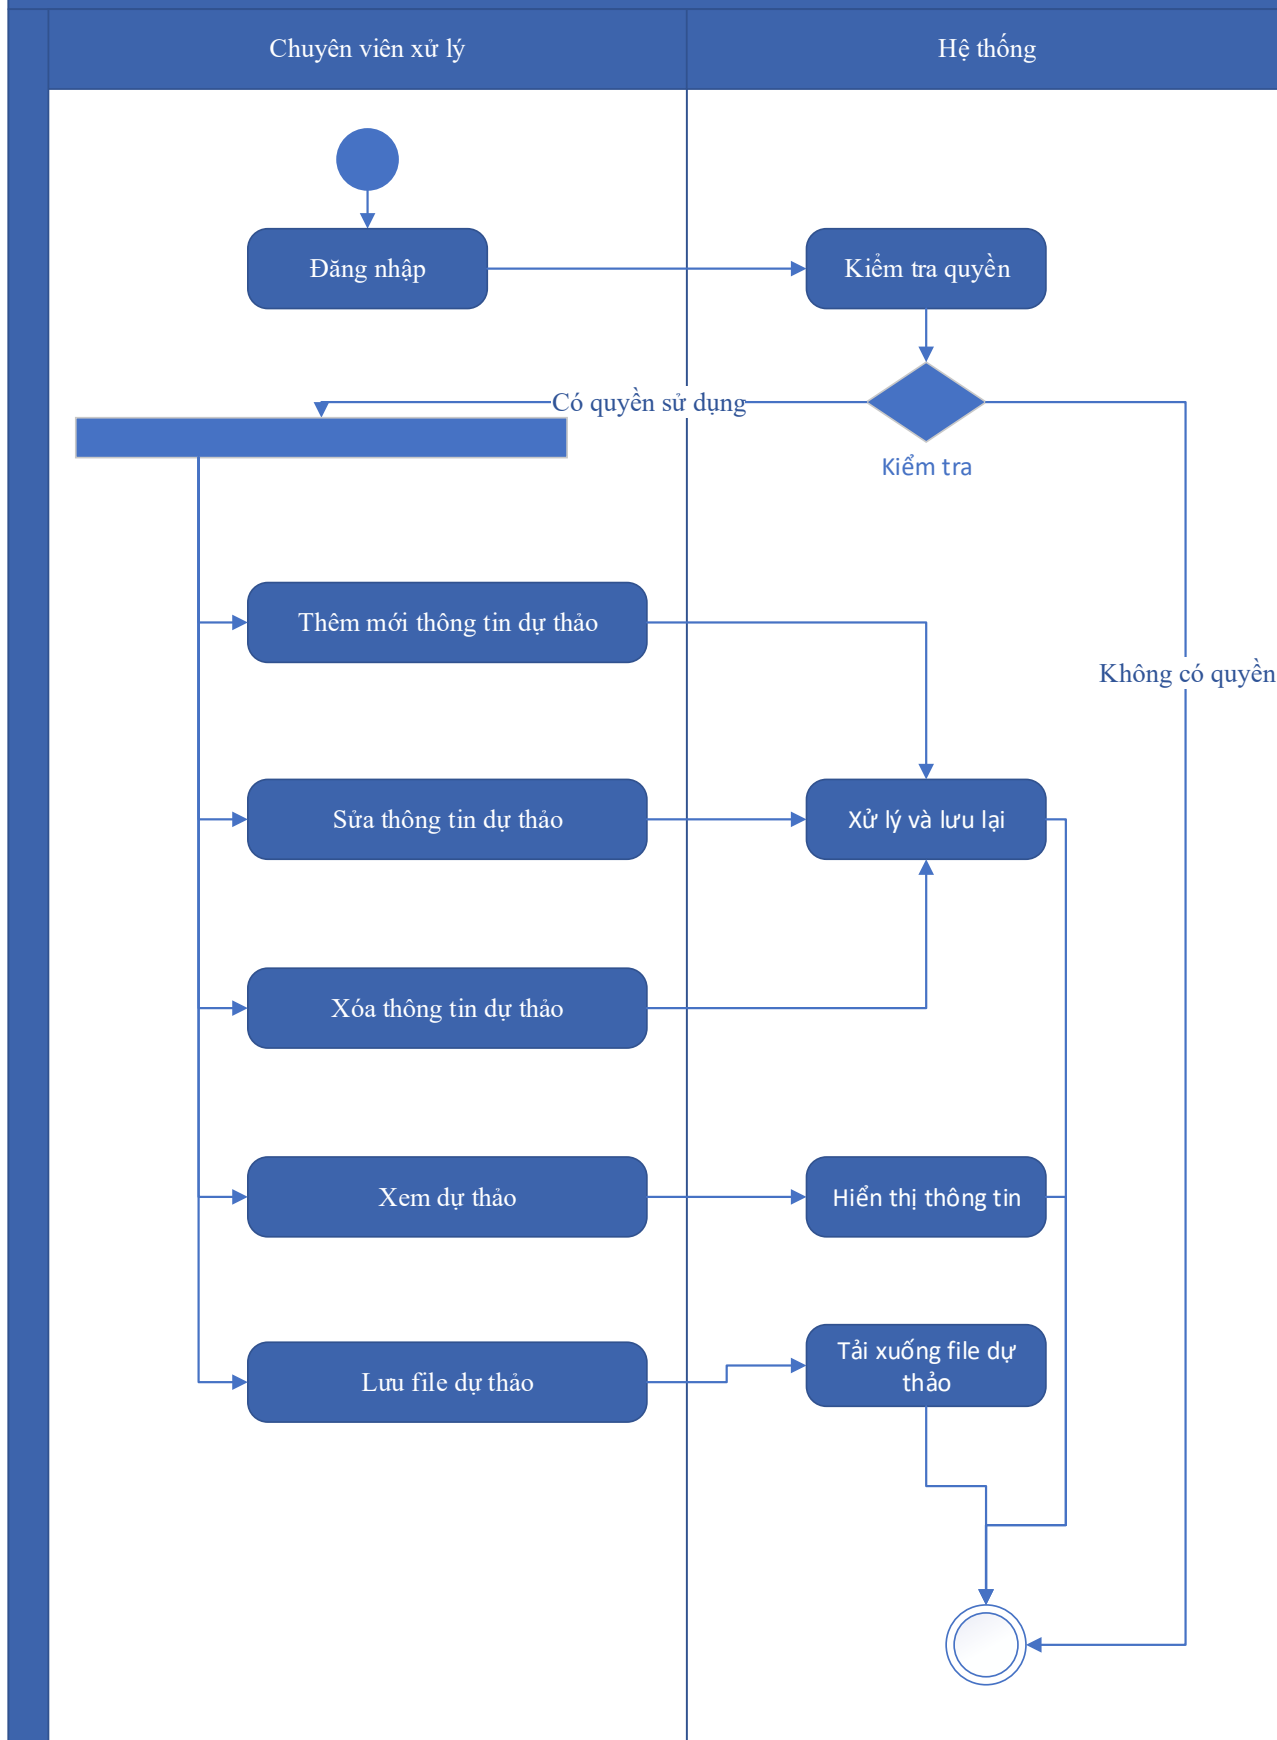 Chuyên viên xử lý
Hệ thống
Đăng nhập
Kiểm tra quyền
Có quyền sử dụng
Kiểm tra
Thêm mới thông tin dự thảo
Không có quyền
Sửa thông tin dự thảo
Xử lý và lưu lại
Xóa thông tin dự thảo
Xem dự thảo
Hiển thị thông tin
Lưu file dự thảo
Tải xuống file dự
thảo